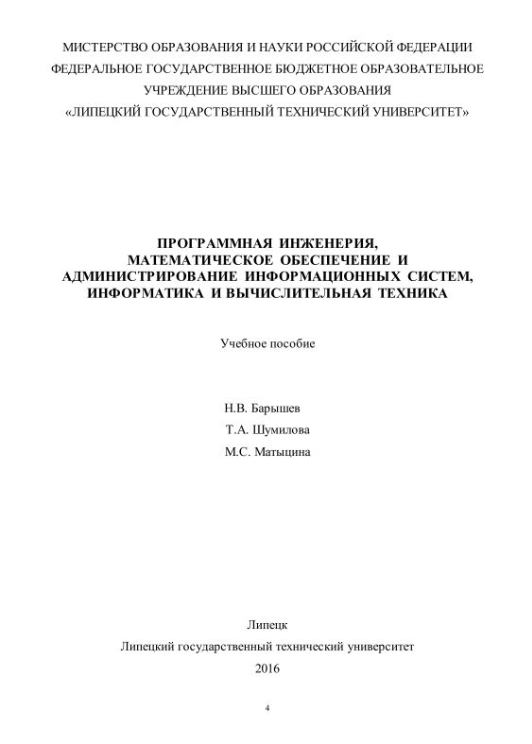 МИСТЕРСТВО ОБРАЗОВАНИЯ И НАУКИ РОССИЙСКОЙ ФЕДЕРАЦИИ
ФЕДЕРАЛЬНОЕ ГОСУДАРСТВЕННОЕ БЮДЖЕТНОЕ ОБРАЗОВАТЕЛЬНОЕ
УЧРЕЖДЕНИЕ ВЫСШЕГО ОБРАЗОВАНИЯ
«ЛИПЕЦКИЙ ГОСУДАРСТВЕННЫЙ ТЕХНИЧЕСКИЙ УНИВЕРСИТЕТ»
ПРОГРАММНАЯ ИНЖЕНЕРИЯ,
МАТЕМАТИЧЕСКОЕ ОБЕСПЕЧЕНИЕ И
АДМИНИСТРИРОВАНИЕ ИНФОРМАЦИОННЫХ СИСТЕМ,
ИНФОРМАТИКА И ВЫЧИСЛИТЕЛЬНАЯ ТЕХНИКА
Учебное пособие
Н.В. Барышев
Т.А. Шумилова
М.С. Матыцина
Липецк
Липецкий государственный технический университет
2016
4